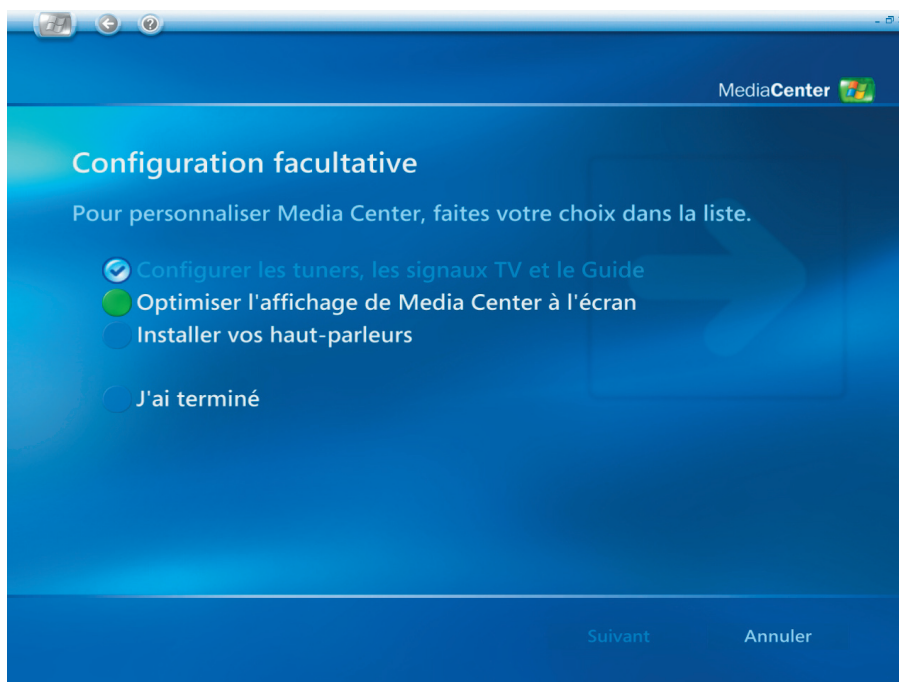 MediaCenter
Configuration facultative
Pour personnaliser Media Center, faites votre choix dans la liste.
Configurer les tuners, les signaux TV et le Guide
Optimiser l'affichage de Media Center à l'écran
Installer vos haut-parleurs
J'ai terminé
Suivant Annuler